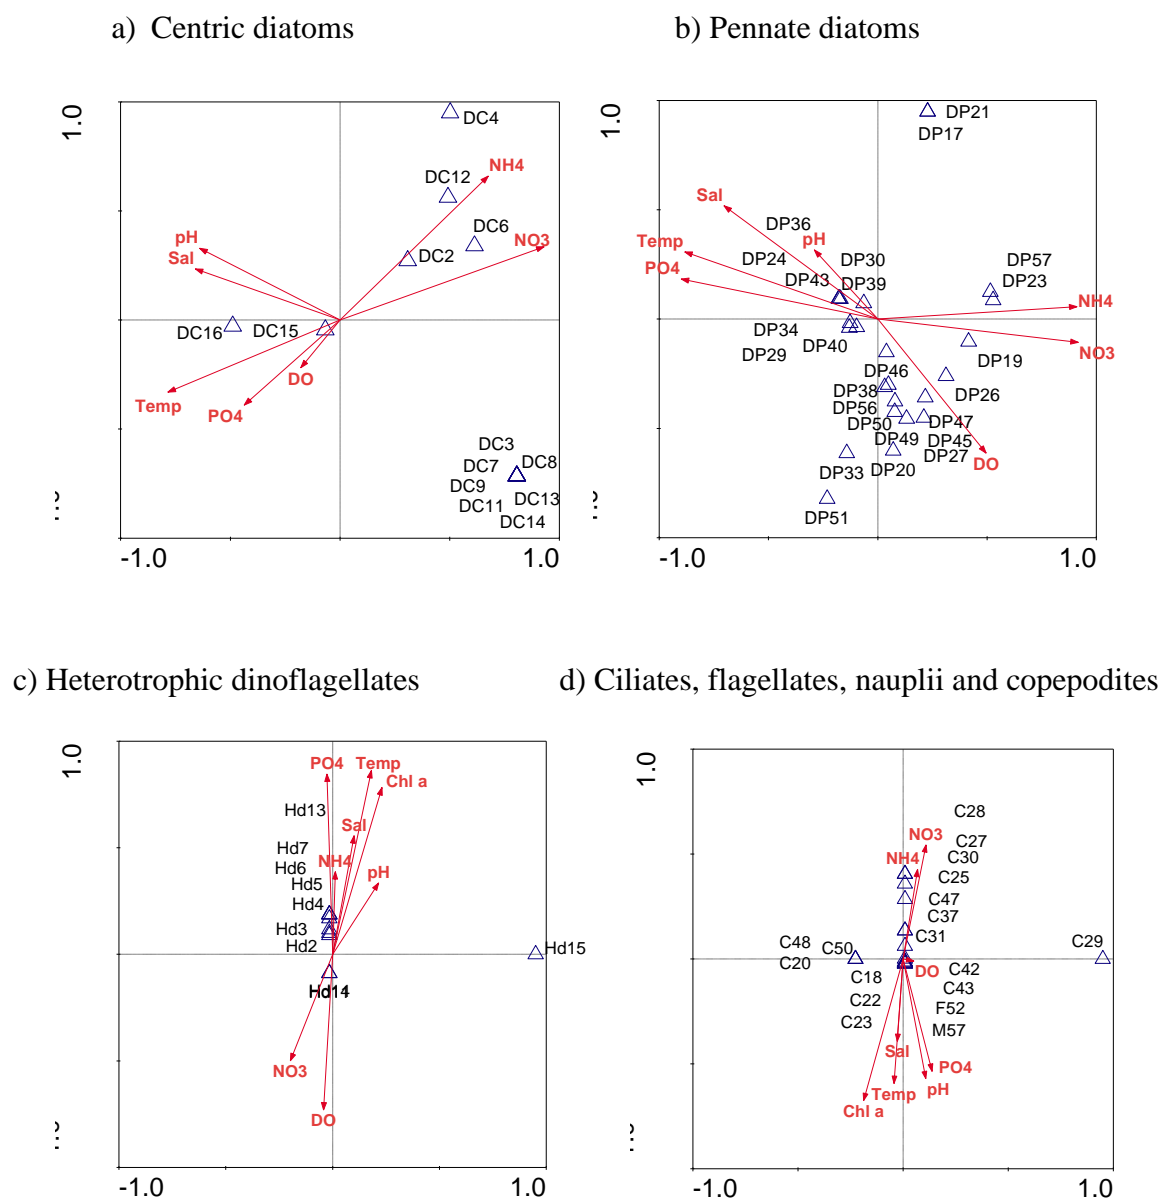 a) Centric diatoms
b) Pennate diatoms
1.0
DC4
NH4
DC12
DC6
NO3
DC2
pH
Sal
DC16
DC15
DO
Temp
PO4
DC3
DC7
DC8
DC9
DC13
DC11
DC14
-1.0
1.0
1.0
DP21
DP17
Sal
DP36
pH
Temp
DP24
DP30
DP57
PO4
DP43
DP39
DP23
NH4
DP34
DP40
NO3
DP29
DP19
DP46
DP38
DP26
DP56
DP50
DP47
DP49
DP45
DP27
DP33
DP20
DO
DP51
-1.0
1.0
c) Heterotrophic dinoflagellates
d) Ciliates, flagellates, nauplii and copepodites
1.0
PO4
Temp
Chl a
Hd13
Sal
Hd7
NH4
Hd6
pH
Hd5
Hd4
Hd3
Hd2
Hd15
Hd14
NO3
DO
-1.0
1.0
1.0
C28
NO3
C27
NH4
C30
C25
C47
C37
C31
C48
C50
C29
C20
C18
DO
C42
C43
C22
F52
C23
M57
Sal
PO4
Temp
pH
Chl a
-1.0
1.0